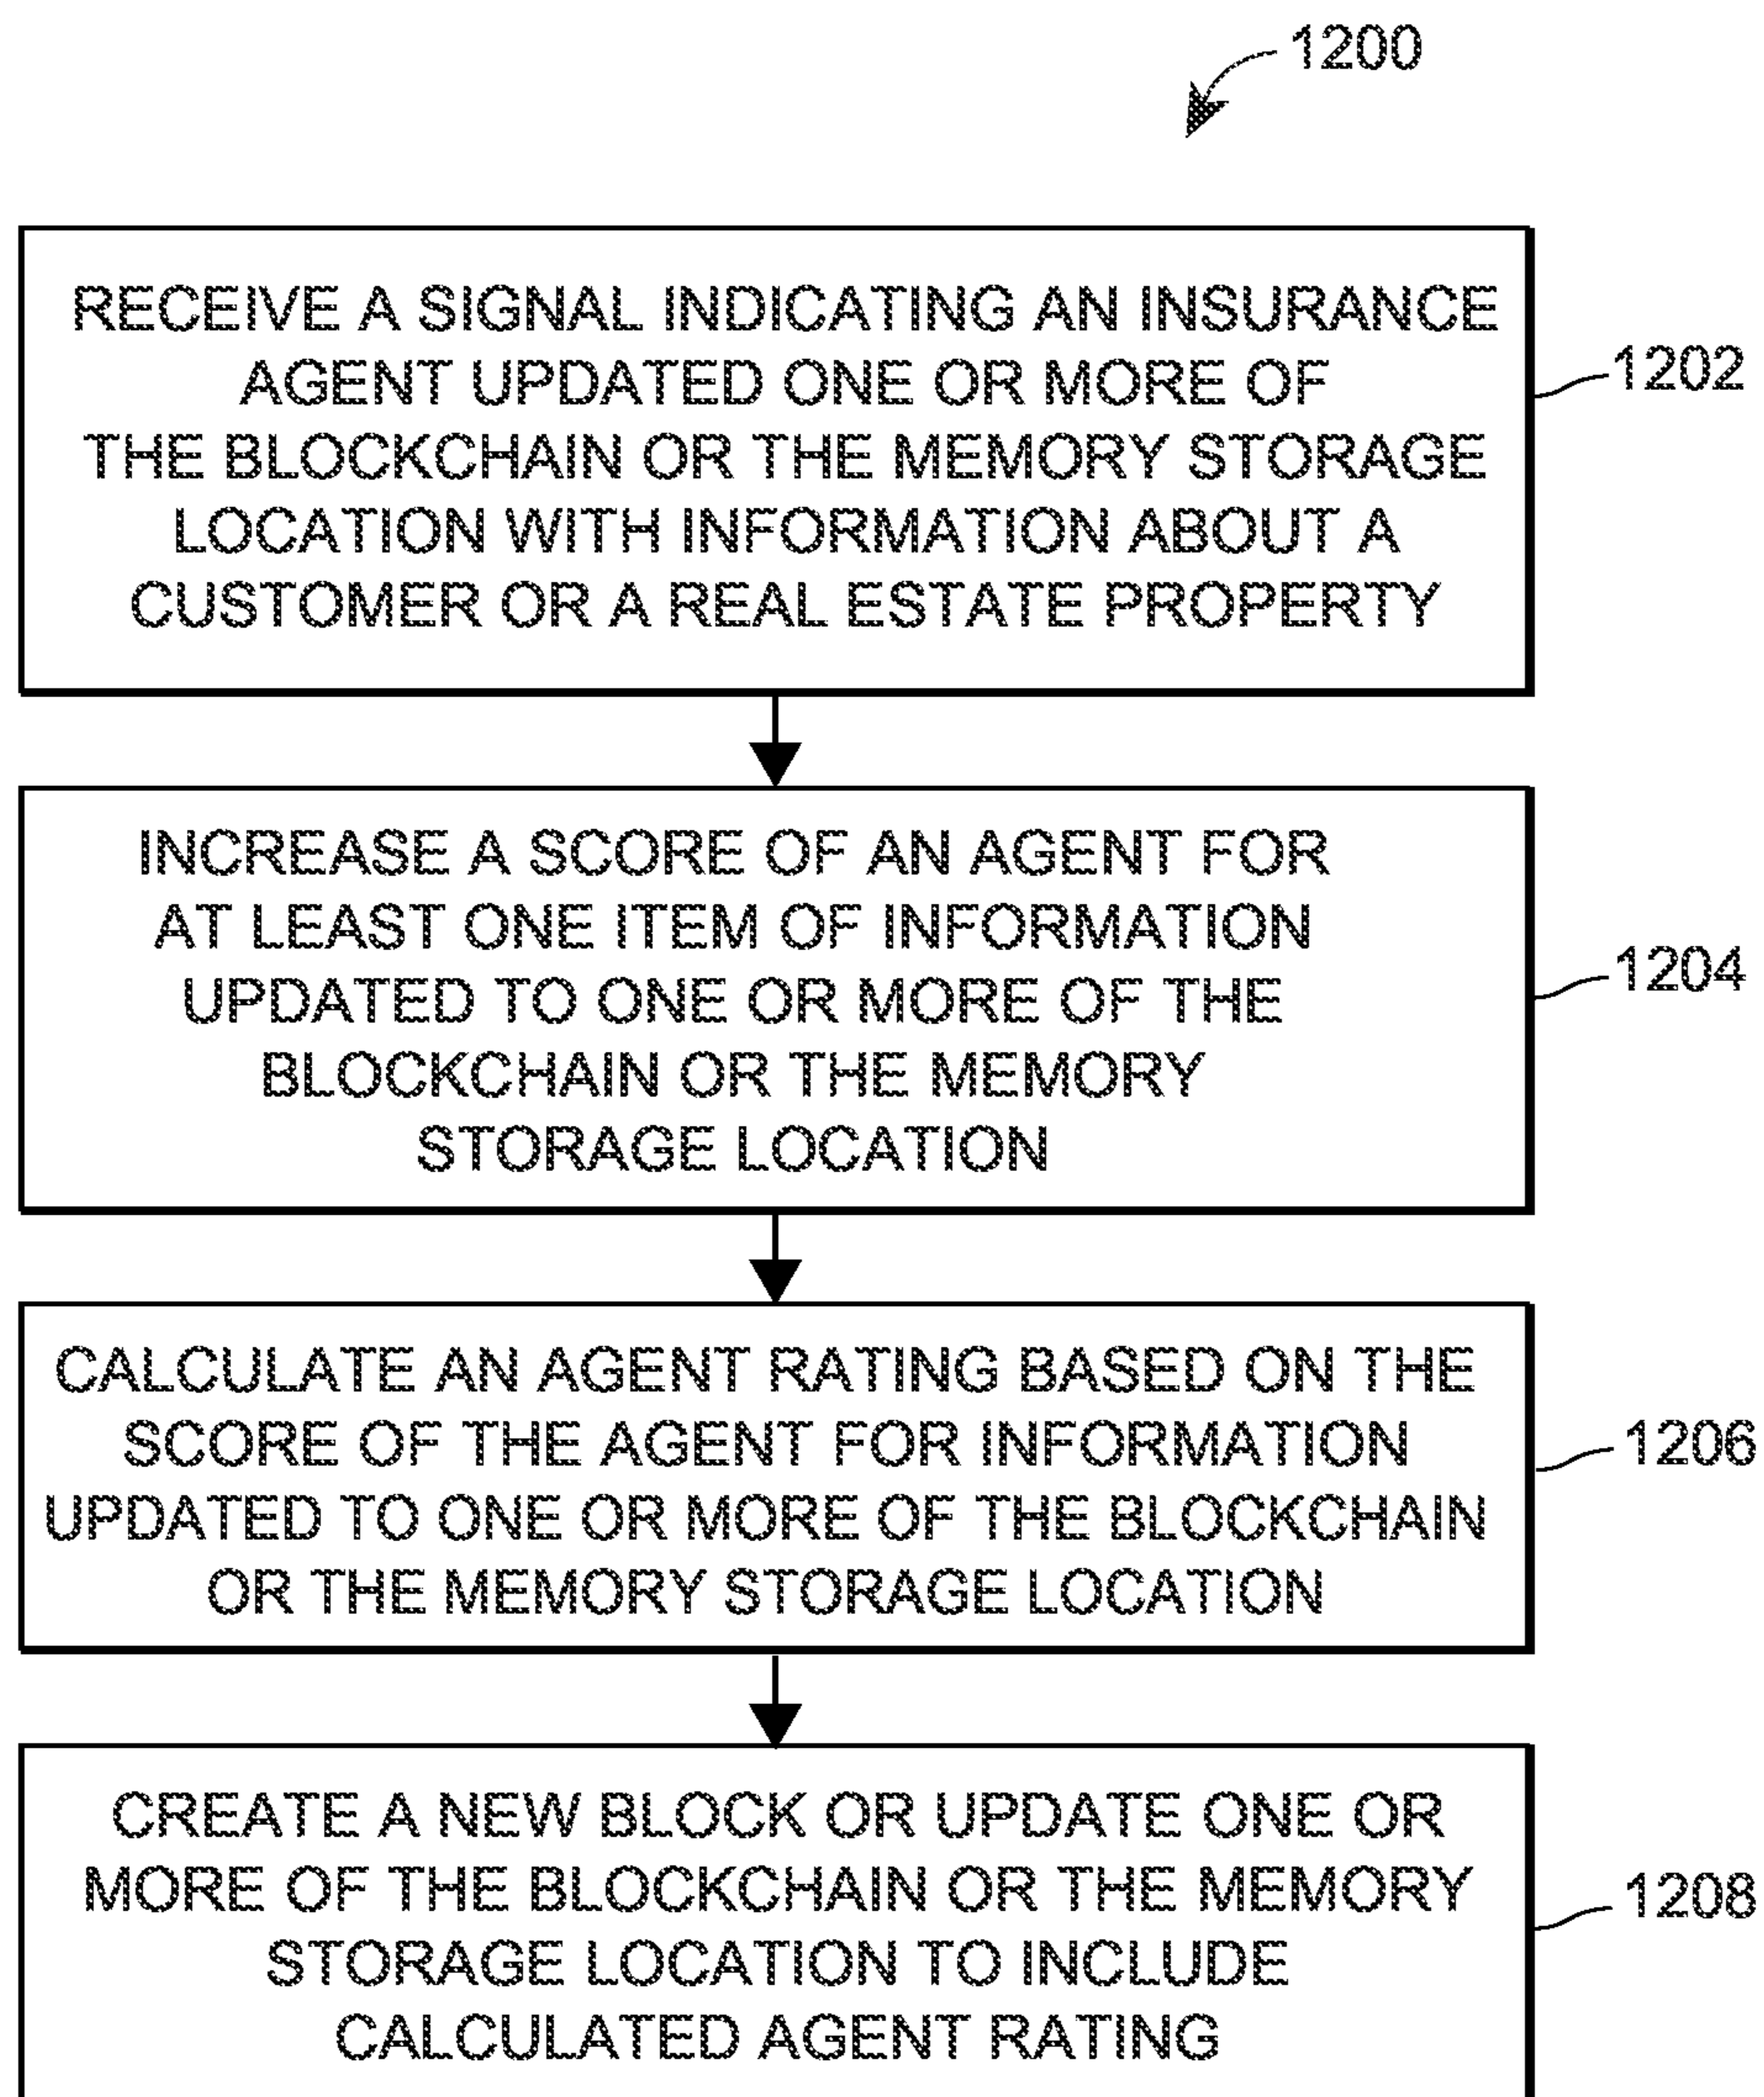 1200
RECEIVE A SIGNAL INDICATING AN INSURANCE
AGENT UPDATED ONE OR MORE OF
THE BLOCKCHAIN OR THE MEMORY STORAGE
LOCATION WITH INFORMATION ABOUT A
CUSTOMER OR A REAL ESTATE PROPERTY
1202
INCREASE A SCORE OF AN AGENT FOR
AT LEAST ONE ITEM OF INFORMATION
UPDATED TO ONE OR MORE OF THE
BLOCKCHAIN OR THE MEMORY
STORAGE LOCATION
1204
CALCULATE AN AGENT RATING BASED ON THE
SCORE OF THE AGENT FOR INFORMATION
UPDATED TO ONE OR MORE OF THE BLOCKCHAIN
OR THE MEMORY STORAGE LOCATION
1206
CREATE A NEW BLOCK OR UPDATE ONE OR
MORE OF THE BLOCKCHAIN OR THE MEMORY
STORAGE LOCATION TO INCLUDE
CALCULATED AGENT RATING
1208